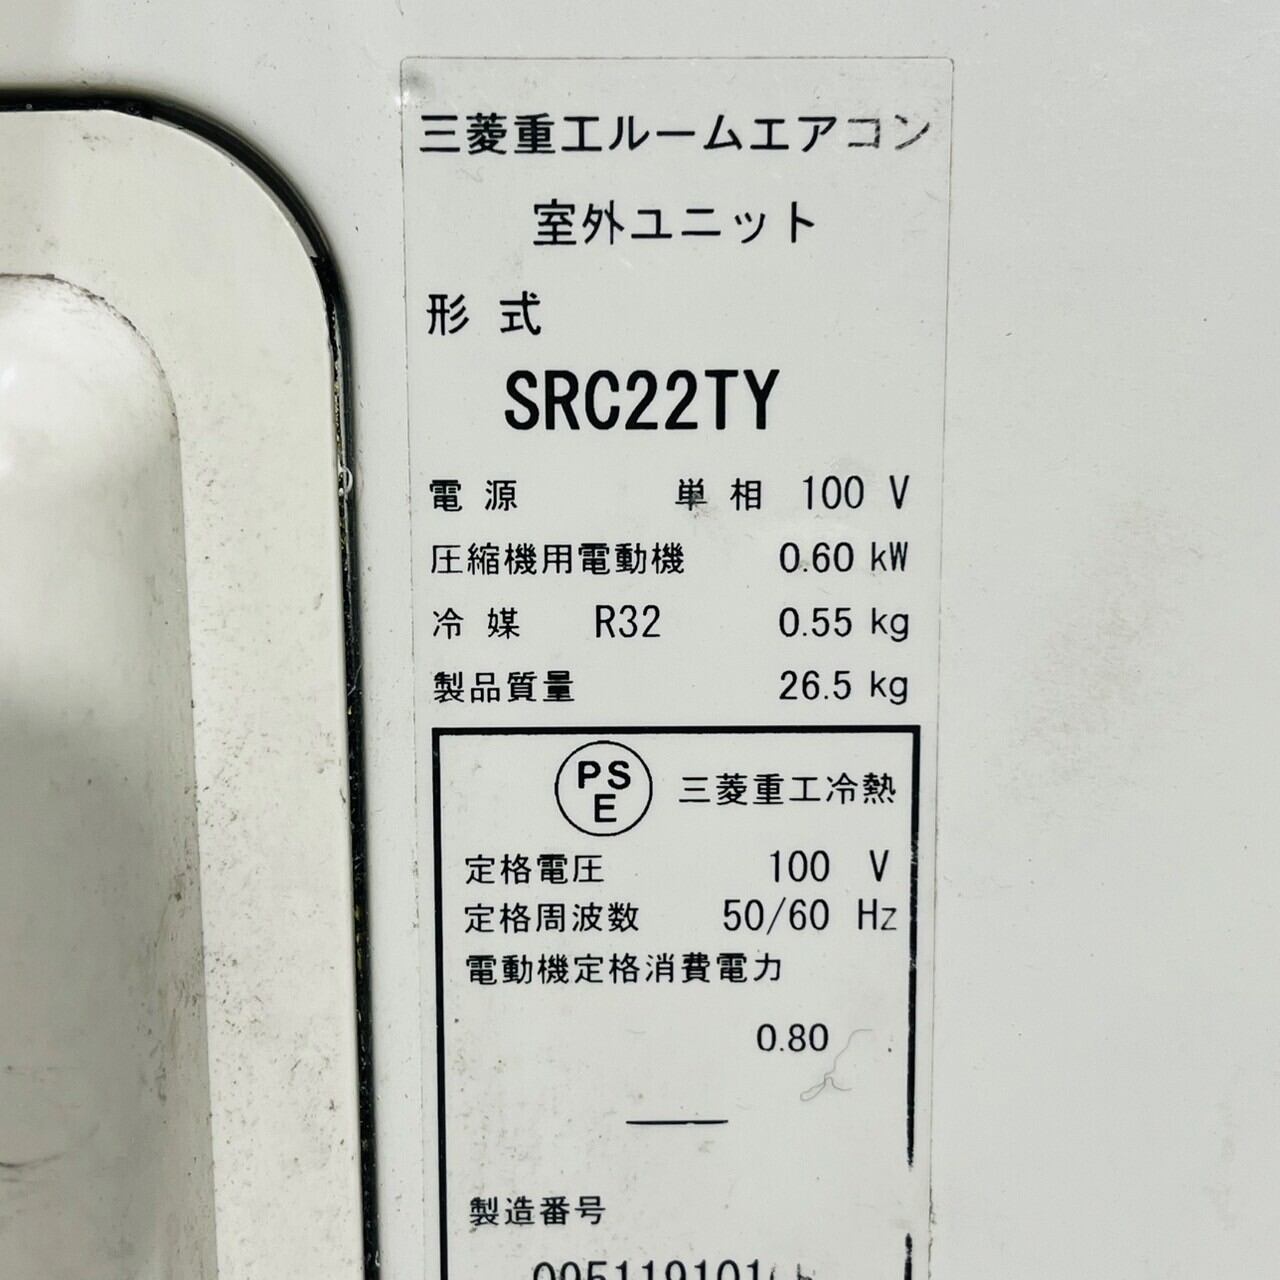 三菱重工ルームエアコン
室外ユニット
形式
SRC22TY
電源 単相 100 V
圧縮機用電動機 0.60 kW
冷媒 R32 0.55 kg
製品質量 26.5 kg
PS E 三菱重工冷熱
定格電圧 100 V
定格周波数 50/60 Hz
電動機定格消費電力
0.80
製造番号